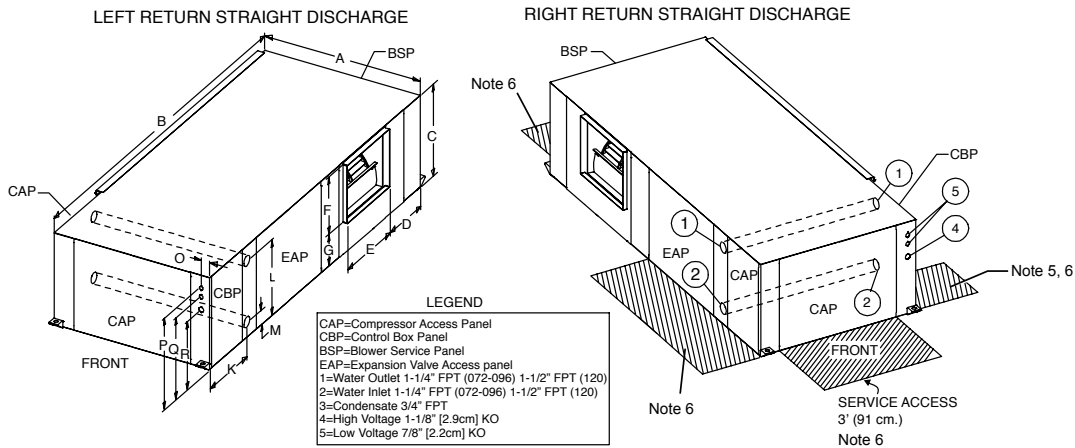 LEFT RETURN STRAIGHT DISCHARGE
RIGHT RETURN STRAIGHT DISCHARGE
A
BSP
B
C
CAP
F
D
E
G
EAP
O
L
CBP
M
CAP
P
Q
R
K
FRONT
BSP
Note 6
CBP
1
5
4
1
EAP
2
CAP
2
CAP
Note 5, 6
FRONT
Note 6
SERVICE ACCESS
3' (91 cm.)
Note 6
LEGEND
CAP=Compressor Access Panel
CBP=Control Box Panel
BSP=Blower Service Panel
EAP=Expansion Valve Access panel
1=Water Outlet 1-1/4" FPT (072-096) 1-1/2" FPT (120)
2=Water Inlet 1-1/4" FPT (072-096) 1-1/2" FPT (120)
3=Condensate 3/4" FPT
4=High Voltage 1-1/8" [2.9cm] KO
5=Low Voltage 7/8" [2.2cm] KO